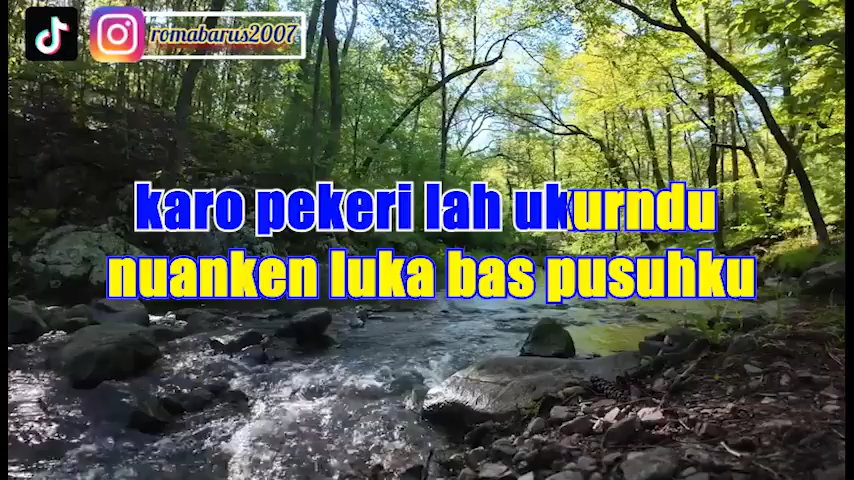 romabarus2007
karo pekeri lah ukurndu
nuanken luka bas pusuhku